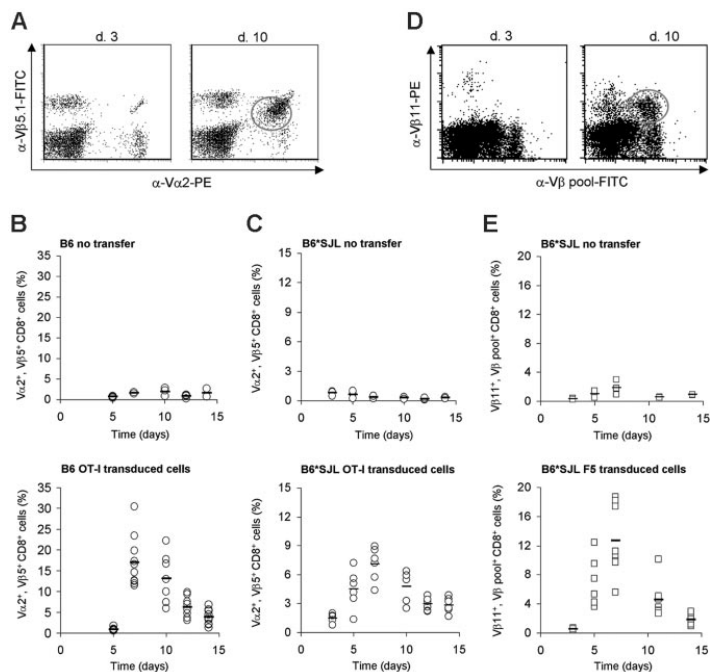 A
d. 3
d. 10
α-Vβ5.1-FITC
α-Vα2-PE
D
d. 3
d. 10
α-Vβ11-PE
α-Vβ pool-FITC
B
B6 no transfer
Vα2⁺, Vβ5⁺ CD8⁺ cells (%)
35
30
25
20
15
10
5
0
0 5 10 15
Time (days)
B6 OT-I transduced cells
Vα2⁺, Vβ5⁺ CD8⁺ cells (%)
35
30
25
20
15
10
5
0
0 5 10 15
Time (days)
C
B6*SJL no transfer
Vα2⁺, Vβ5⁺ CD8⁺ cells (%)
15
12
9
6
3
0
0 5 10 15
Time (days)
B6*SJL OT-I transduced cells
Vα2⁺, Vβ5⁺ CD8⁺ cells (%)
15
12
9
6
3
0
0 5 10 15
Time (days)
E
B6*SJL no transfer
Vβ11⁺, Vβ pool⁺ CD8⁺ cells (%)
20
16
12
8
4
0
0 5 10 15
Time (days)
B6*SJL F5 transduced cells
Vβ11⁺, Vβ pool⁺ CD8⁺ cells (%)
20
16
12
8
4
0
0 5 10 15
Time (days)